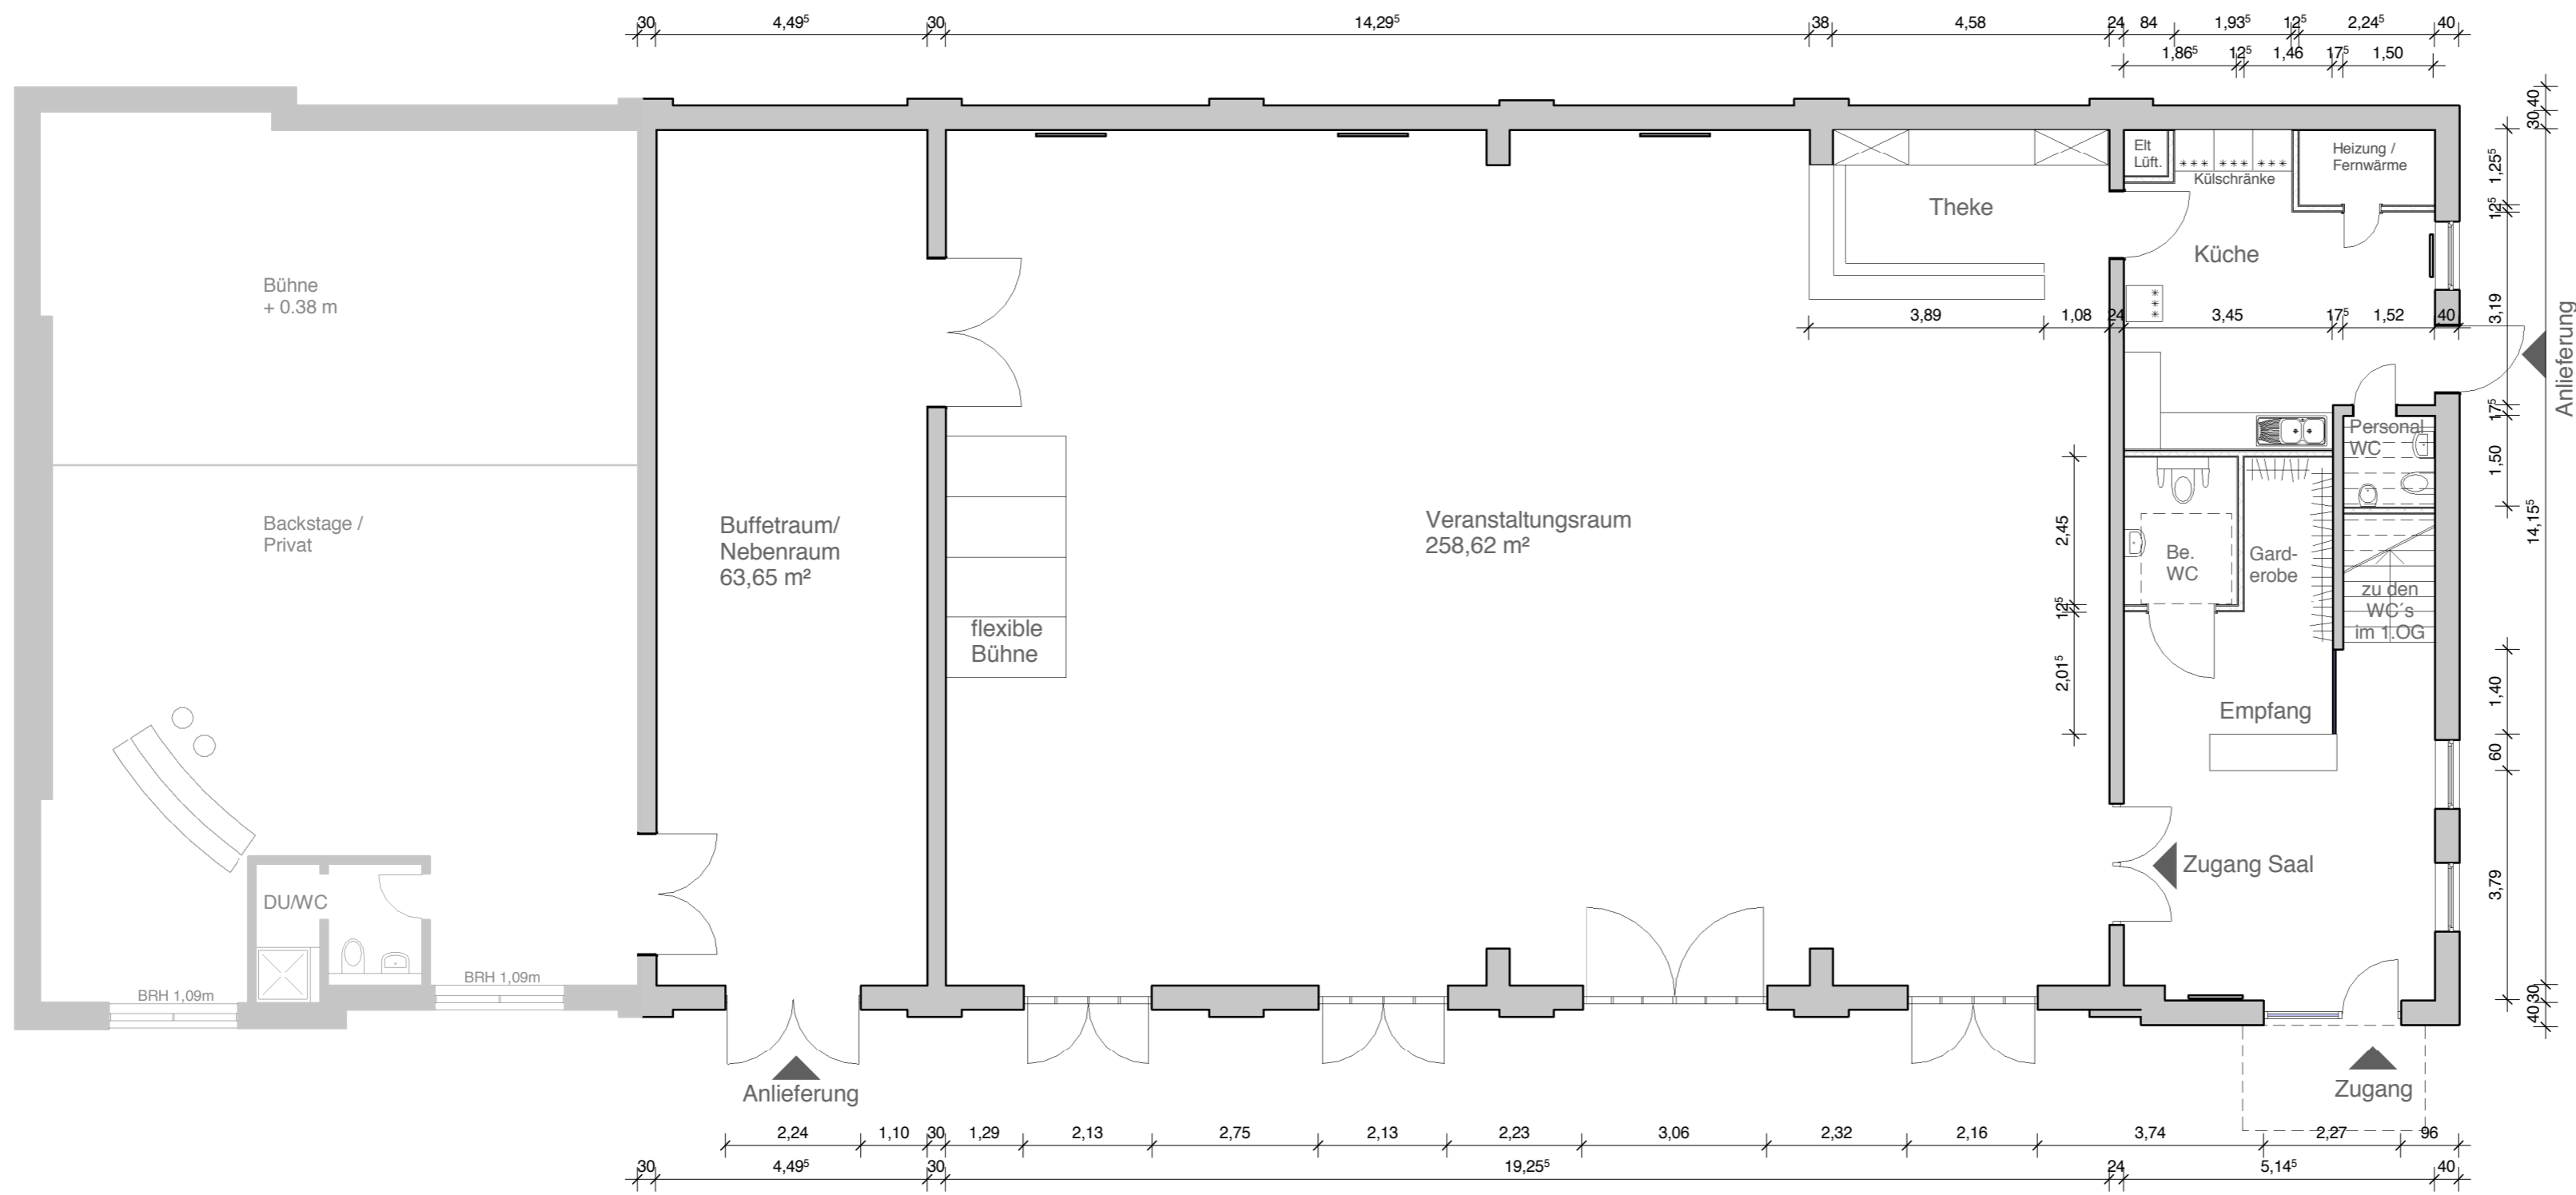 30 4,49⁵ 30 14,29⁵ 38 4,58 24 84 1,93⁵ 12⁵ 2,24⁵ 40
1,86⁵ 12⁵ 1,46 17⁵ 1,50
40
30
Elt
Lüft.
Külschränke
Heizung /
Fernwärme
1,25⁵
12⁵
Theke
Küche
Bühne
+ 0.38 m
3,89 1,08 24 3,45 17⁵ 1,52 40
3,19
Anlieferung
17⁵
Personal
WC
1,50
14,15⁵
Backstage /
Privat
Buffetraum/
Nebenraum
63,65 m²
Veranstaltungsraum
258,62 m²
2,45
Be.
WC
Gard-
erobe
zu den
WC´s
im 1.OG
12⁵
flexible
Bühne
2,01⁵
1,40
Empfang
60
Zugang Saal
3,79
DU/WC
BRH 1,09m
BRH 1,09m
30
40
Anlieferung
Zugang
2,24 1,10 30 1,29 2,13 2,75 2,13 2,23 3,06 2,32 2,16 3,74 2,27 96
30 4,49⁵ 30 19,25⁵ 24 5,14⁵ 40